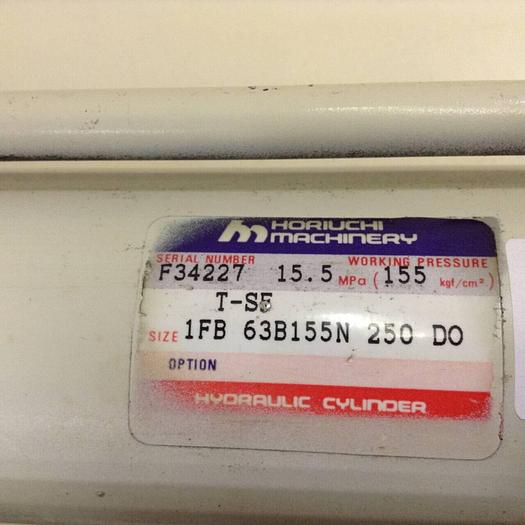 HORIUCHI
MACHINERY
SERIAL NUMBER WORKING PRESSURE
F34227 15.5 MPa (155 kgf/cm²)
T-S5
SIZE 1FB 63B155N 250 DO
OPTION
HYDRAULIC CYLINDER